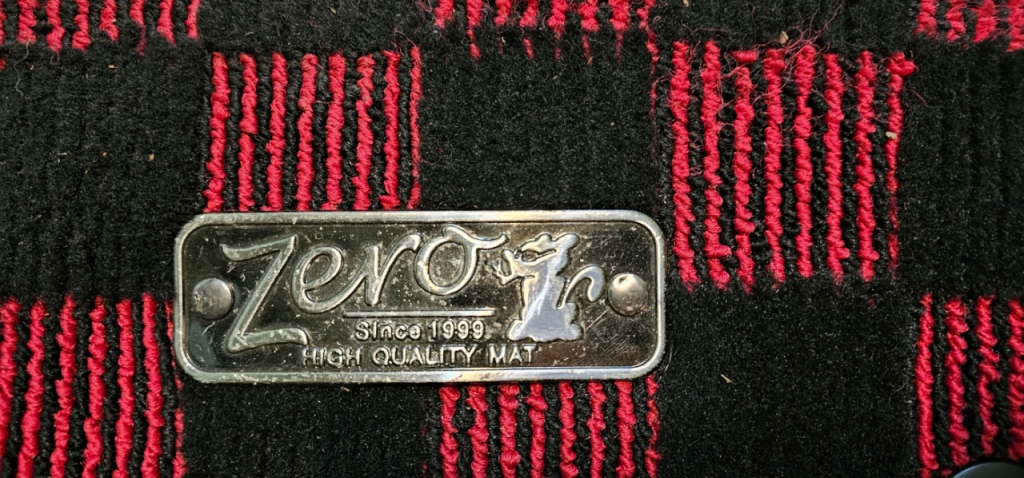 Zero
Since 1999
HIGH QUALITY MAT